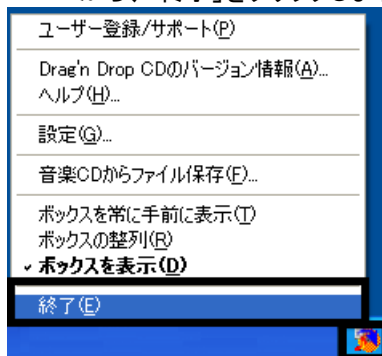 ユーザー登録/サポート(P)
Drag'n Drop CDのバージョン情報(A)...
ヘルプ(H)...
設定(G)...
音楽CDからファイル保存(F)...
ボックスを常に手前に表示(T)
ボックスの整列(R)
ボックスを表示(D)
終了(E)